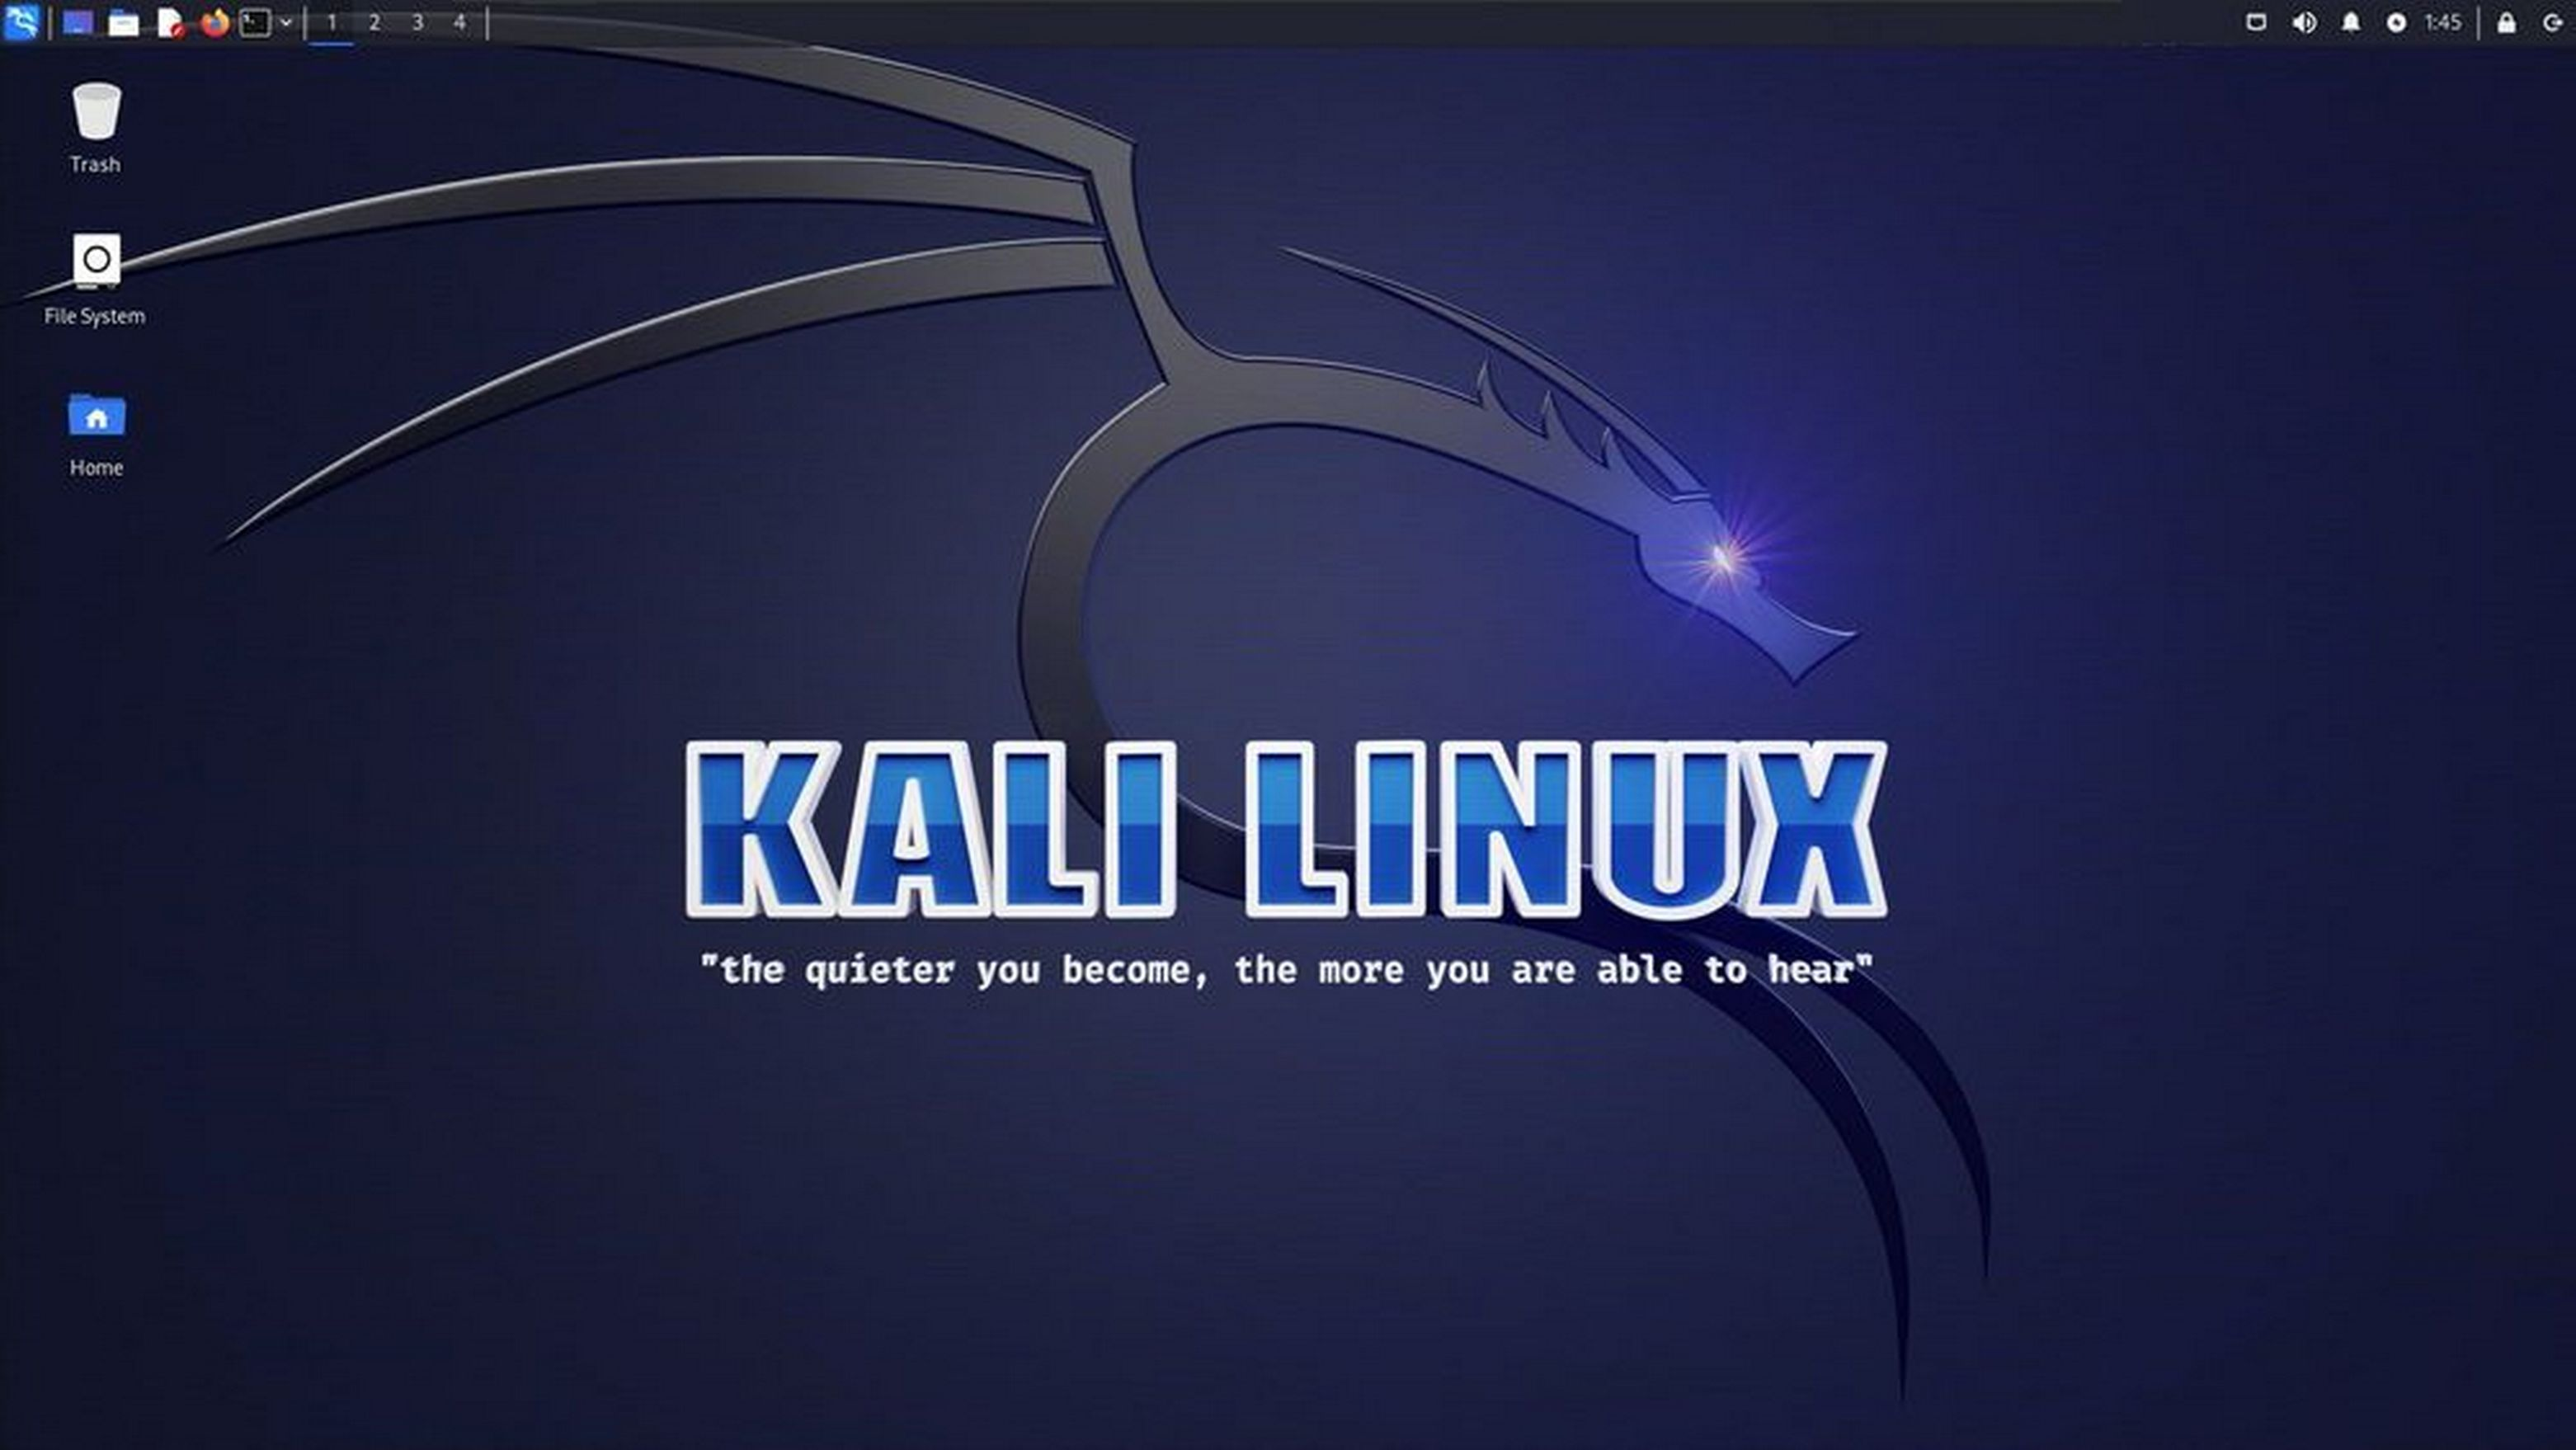 1 2 3 4
1:45
Trash
File System
Home
KALI LINUX
"the quieter you become, the more you are able to hear"